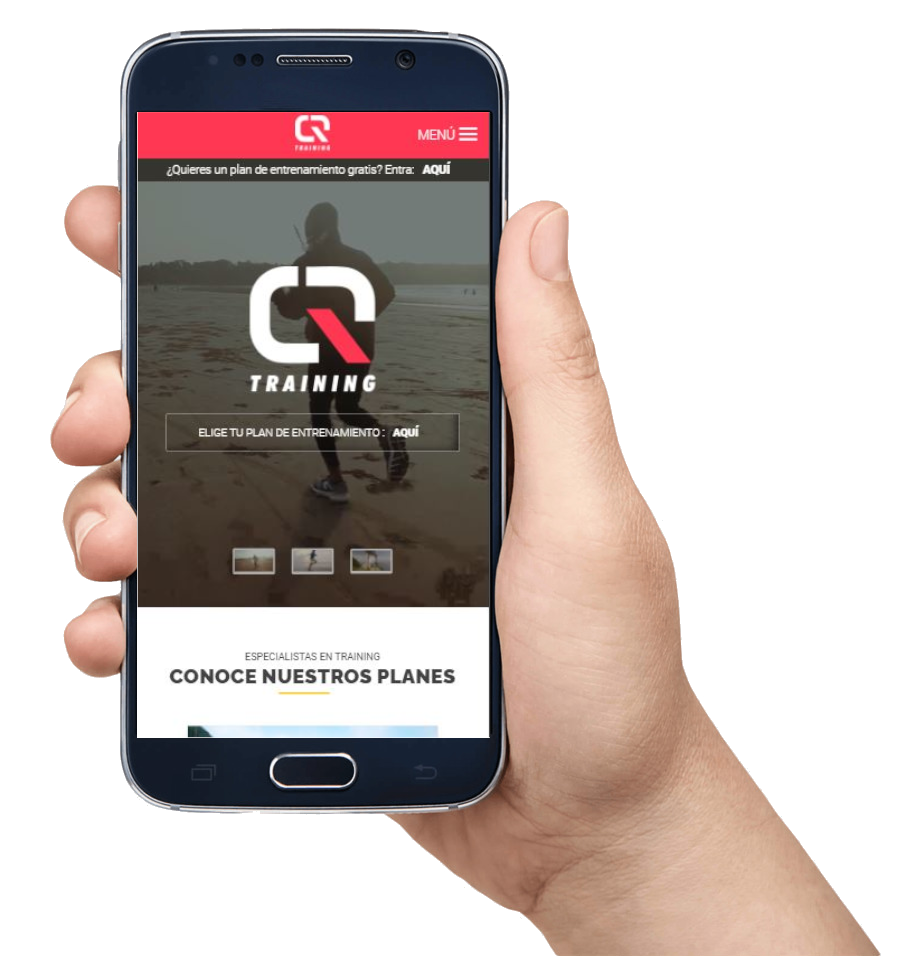 TRAINING
MENÚ
¿Quieres un plan de entrenamiento gratis? Entra: AQUÍ
TRAINING
ELIGE TU PLAN DE ENTRENAMIENTO : AQUÍ
ESPECIALISTAS EN TRAINING
CONOCE NUESTROS PLANES